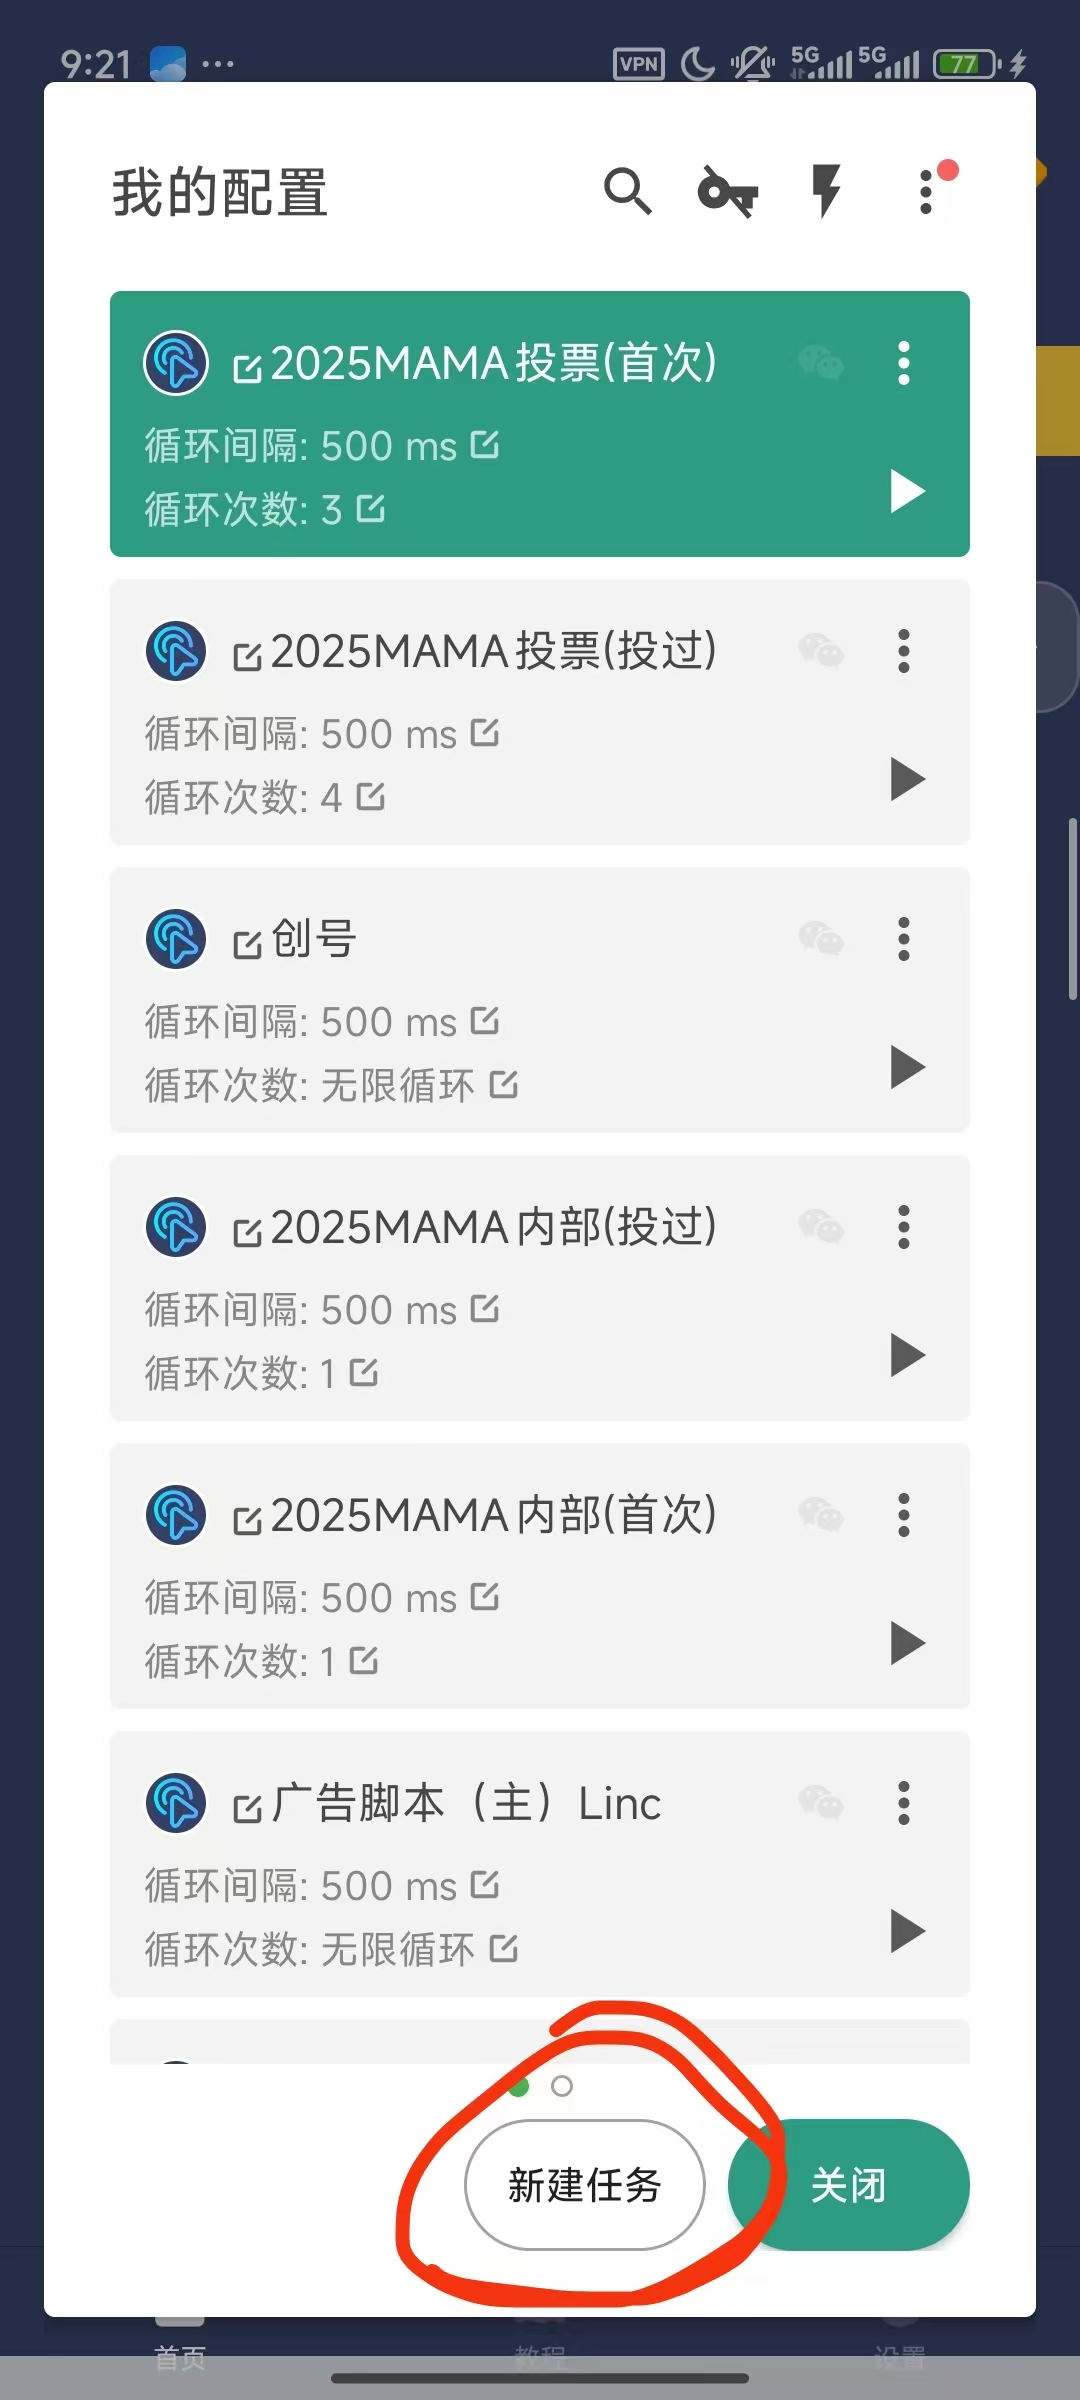 9:21 ... VPN 5G 5G 77
我的配置
2025MAMA投票(首次)
循环间隔: 500 ms
循环次数: 3
2025MAMA投票(投过)
循环间隔: 500 ms
循环次数: 4
创号
循环间隔: 500 ms
循环次数: 无限循环
2025MAMA内部(投过)
循环间隔: 500 ms
循环次数: 1
2025MAMA内部(首次)
循环间隔: 500 ms
循环次数: 1
广告脚本（主）Linc
循环间隔: 500 ms
循环次数: 无限循环
新建任务 关闭
首页 教程 设置